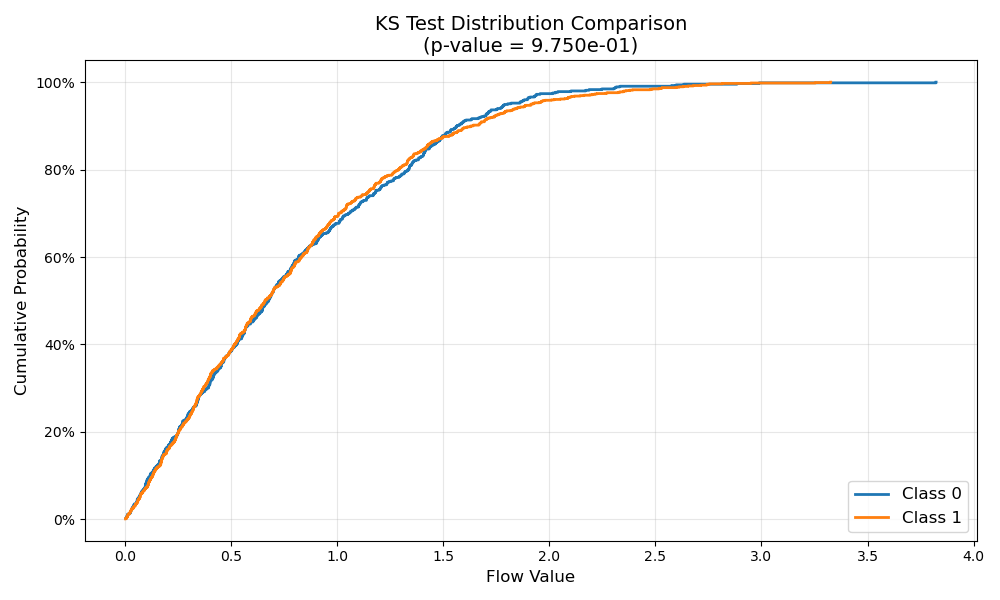 KS Test Distribution Comparison
(p-value = 9.750e-01)
Cumulative Probability
100%
80%
60%
40%
20%
0%
Class 0
Class 1
0.0 0.5 1.0 1.5 2.0 2.5 3.0 3.5 4.0
Flow Value